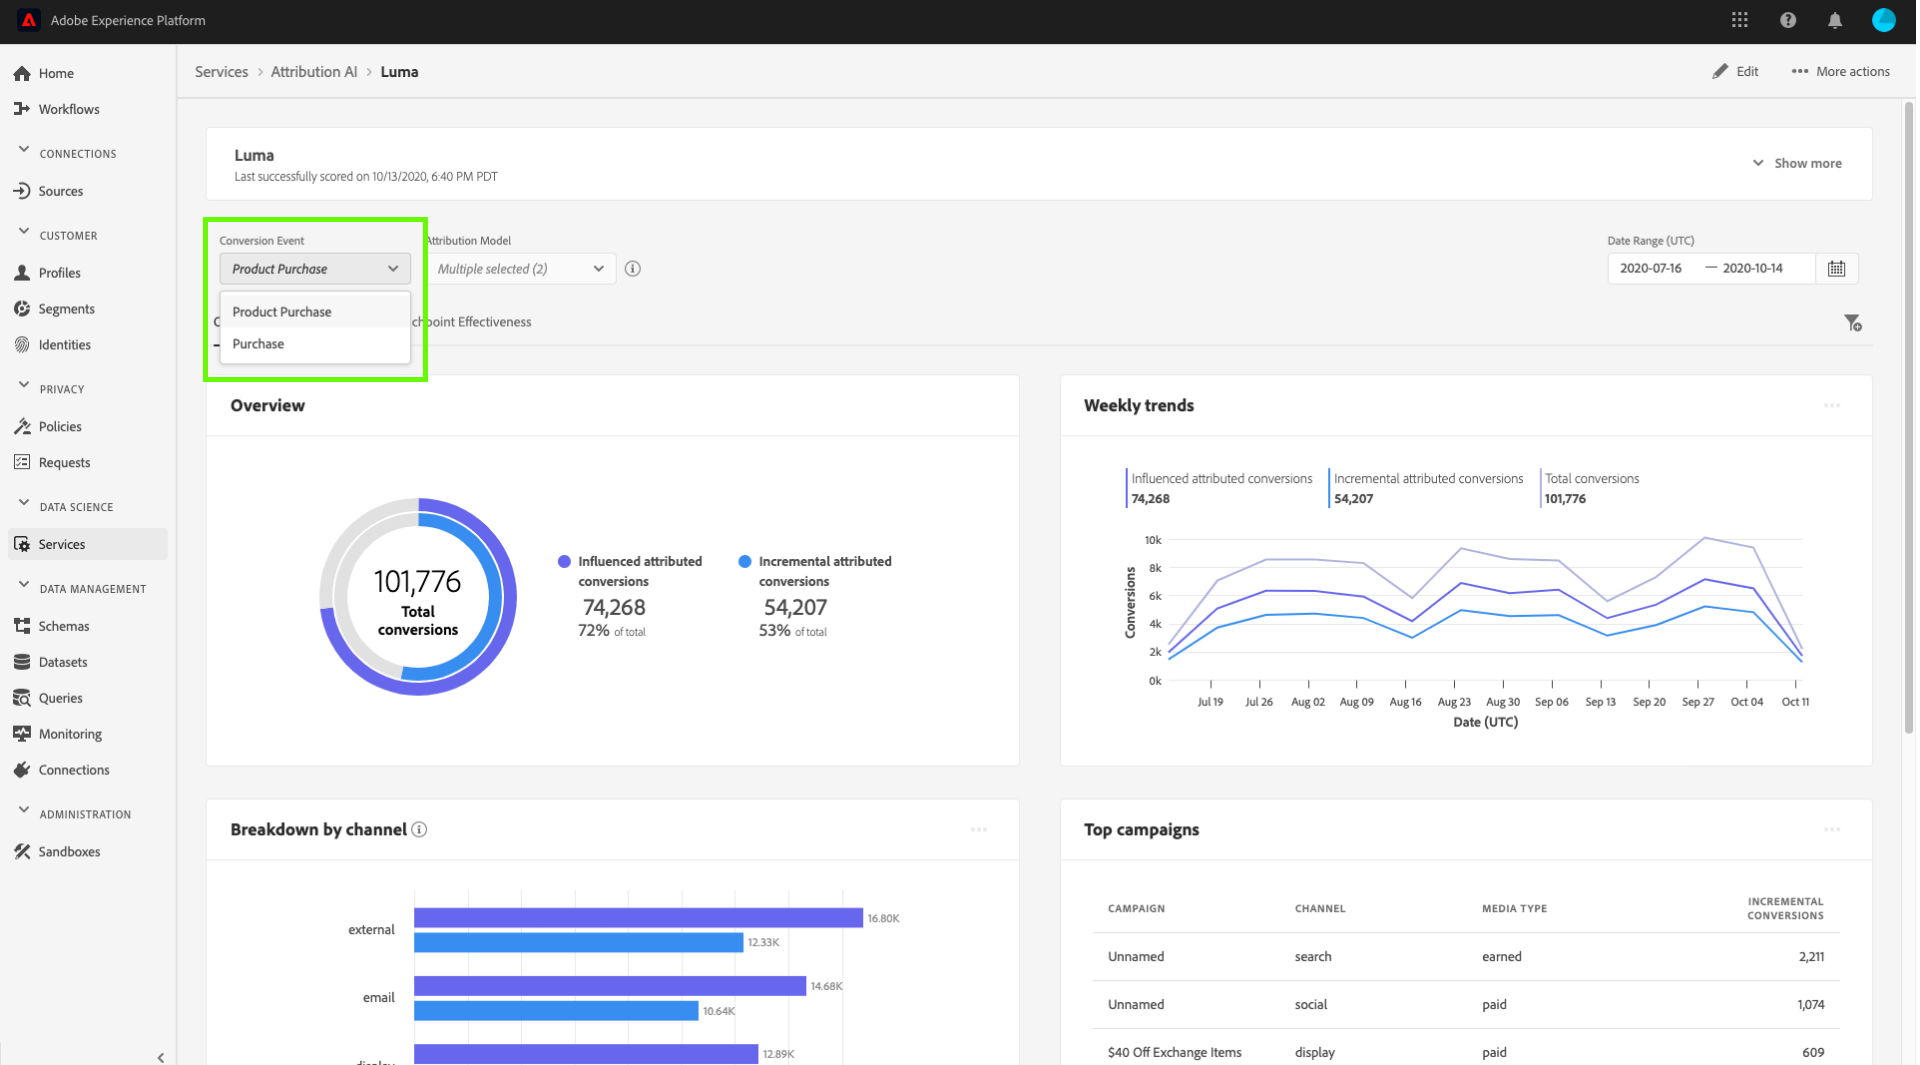 Adobe Experience Platform
Home
Workflows
CONNECTIONS
Sources
CUSTOMER
Profiles
Segments
Identities
PRIVACY
Policies
Requests
DATA SCIENCE
Services
DATA MANAGEMENT
Schemas
Datasets
Queries
Monitoring
Connections
ADMINISTRATION
Sandboxes
Services > Attribution AI > Luma
Edit
More actions
Luma
Last successfully scored on 10/13/2020, 6:40 PM PDT
Show more
Conversion Event
Product Purchase
Product Purchase
Purchase
Attribution Model
Multiple selected (2)
Date Range (UTC)
2020-07-16 — 2020-10-14
chpoint Effectiveness
Overview
101,776
Total
conversions
Influenced attributed
conversions
74,268
72% of total
Incremental attributed
conversions
54,207
53% of total
Weekly trends
Influenced attributed conversions
74,268
Incremental attributed conversions
54,207
Total conversions
101,776
Conversions
10k
8k
6k
4k
2k
0k
Jul 19 Jul 26 Aug 02 Aug 09 Aug 16 Aug 23 Aug 30 Sep 06 Sep 13 Sep 20 Sep 27 Oct 04 Oct 11
Date (UTC)
Breakdown by channel
external
16.80K
12.33K
email
14.68K
10.64K
12.89K
Top campaigns
CAMPAIGN CHANNEL MEDIA TYPE INCREMENTAL
CONVERSIONS
Unnamed search earned 2,211
Unnamed social paid 1,074
$40 Off Exchange Items display paid 609